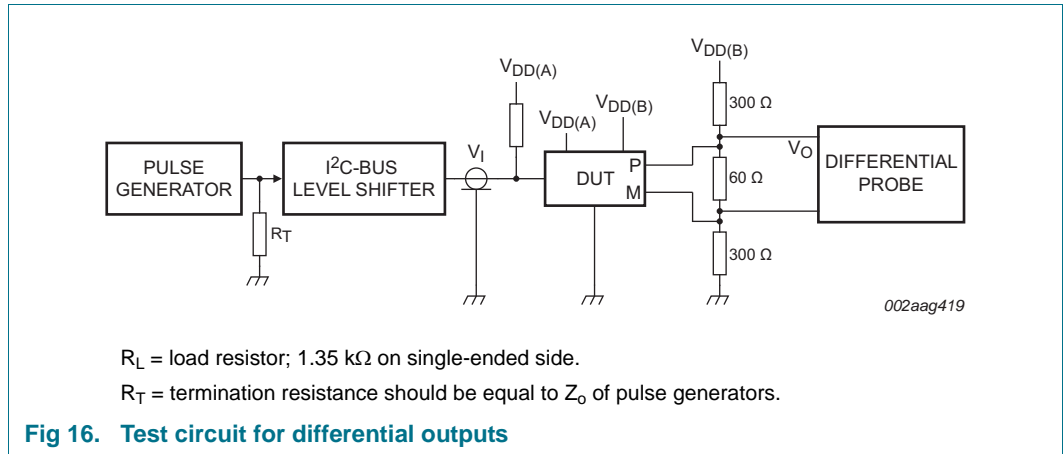 PULSE
GENERATOR
RT
I2C-BUS
LEVEL SHIFTER
VI
VDD(A)
VDD(A)
VDD(B)
DUT
P
M
VDD(B)
300 Ω
60 Ω
300 Ω
VO
DIFFERENTIAL
PROBE
002aag419
RL = load resistor; 1.35 kΩ on single-ended side.
RT = termination resistance should be equal to Zo of pulse generators.
Fig 16. Test circuit for differential outputs